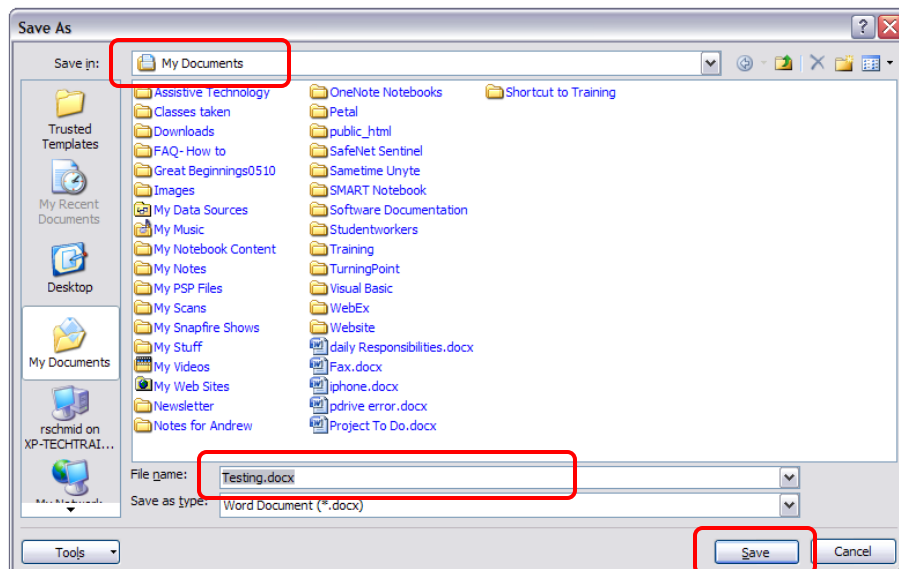 Save As
Save in:
My Documents
Trusted
Templates
My Recent
Documents
Desktop
My Documents
rschmid on
XP-TECHTRAI...
Assistive Technology
Classes taken
Downloads
FAQ- How to
Great Beginnings0510
Images
My Data Sources
My Music
My Notebook Content
My Notes
My PSP Files
My Scans
My Snapfire Shows
My Stuff
My Videos
My Web Sites
Newsletter
Notes for Andrew
OneNote Notebooks
Petal
public_html
SafeNet Sentinel
Sametime Unyte
SMART Notebook
Software Documentation
Studentworkers
Training
TurningPoint
Visual Basic
WebEx
Website
daily Responsibilities.docx
Fax.docx
iphone.docx
pdrive error.docx
Project To Do.docx
Shortcut to Training
File name:
Testing.docx
Save as type:
Word Document (*.docx)
Tools
Save
Cancel